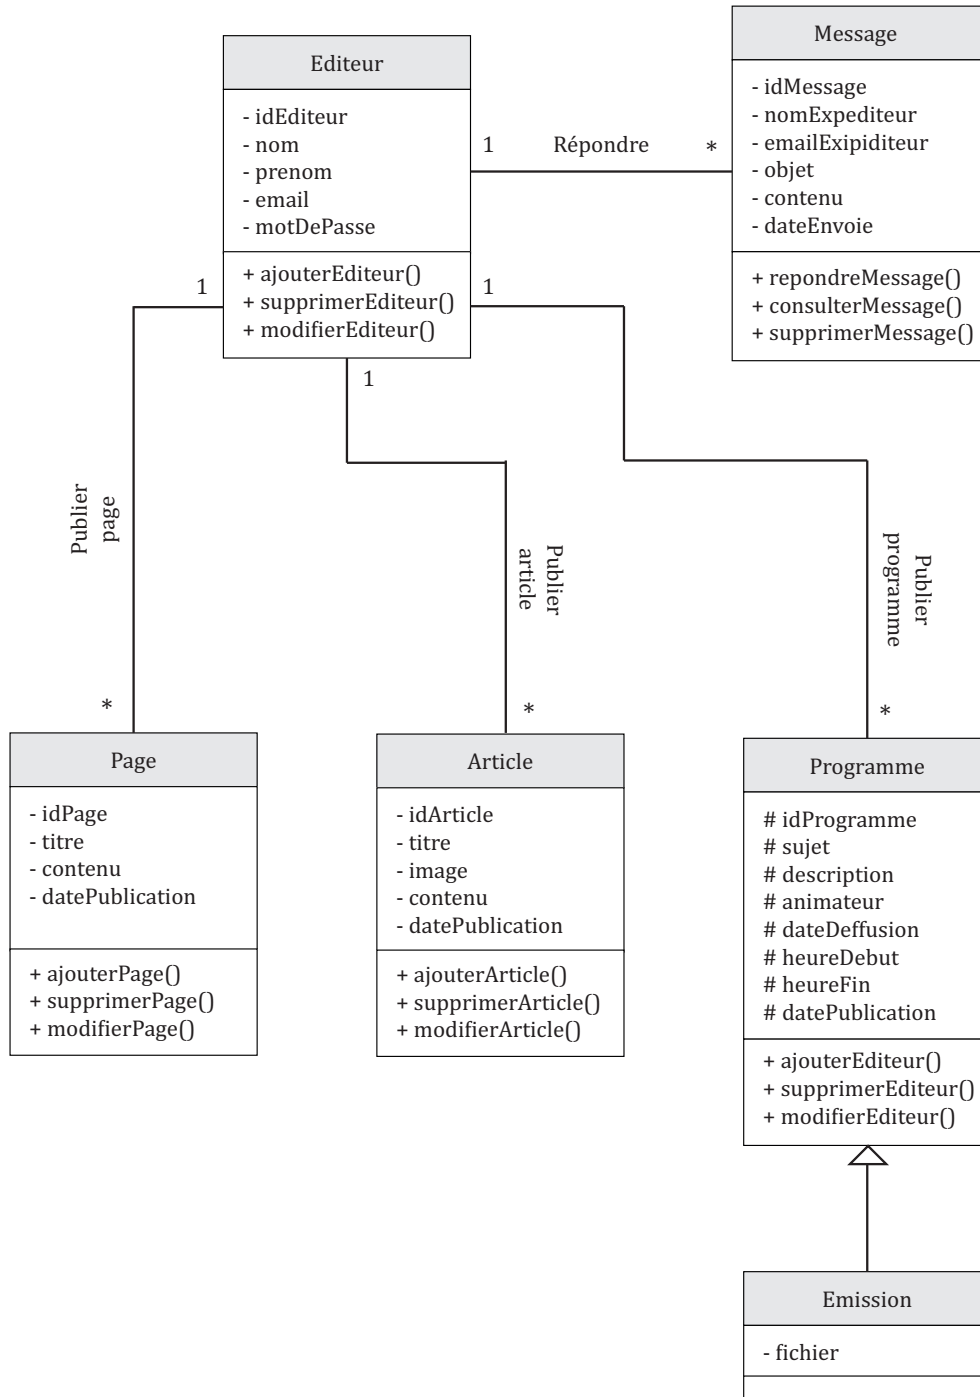 Editeur
- idEditeur
- nom
- prenom
- email
- motDePasse
+ ajouterEditeur()
+ supprimerEditeur()
+ modifierEditeur()
1 Répondre *
Message
- idMessage
- nomExpediteur
- emailExipiditeur
- objet
- contenu
- dateEnvoie
+ repondreMessage()
+ consulterMessage()
+ supprimerMessage()
1
1
1
Publier
page
Publier
article
Publier
programme
*
*
*
Page
- idPage
- titre
- contenu
- datePublication
+ ajouterPage()
+ supprimerPage()
+ modifierPage()
Article
- idArticle
- titre
- image
- contenu
- datePublication
+ ajouterArticle()
+ supprimerArticle()
+ modifierArticle()
Programme
# idProgramme
# sujet
# description
# animateur
# dateDeffusion
# heureDebut
# heureFin
# datePublication
+ ajouterEditeur()
+ supprimerEditeur()
+ modifierEditeur()
Emission
- fichier